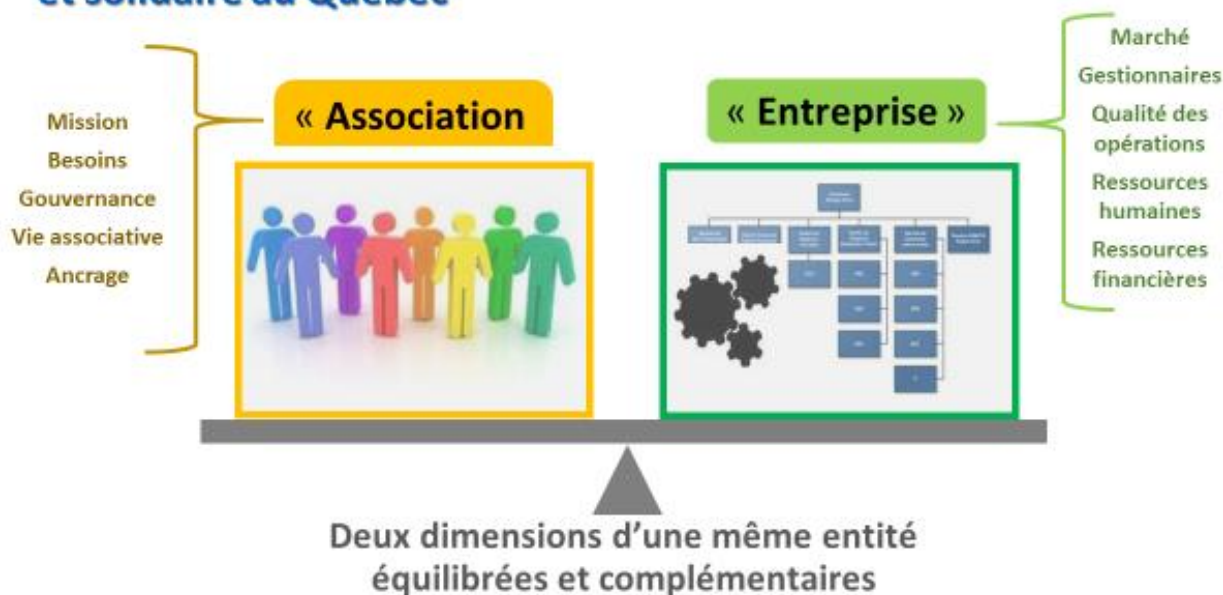 et solidaire au Québec
Mission
Besoins
Gouvernance
Vie associative
Ancrage
« Association
« Entreprise »
Marché
Gestionnaires
Qualité des
opérations
Ressources
humaines
Ressources
financières
Deux dimensions d'une même entité
équilibrées et complémentaires